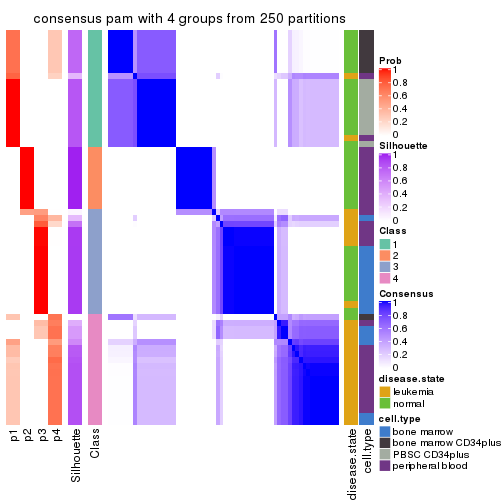 consensus pam with 4 groups from 250 partitions
Prob
1
0.8
0.6
0.4
0.2
0
Silhouette
1
0.8
0.6
0.4
0.2
0
Class
1
2
3
4
Consensus
1
0.8
0.6
0.4
0.2
0
disease.state
leukemia
normal
cell.type
bone marrow
bone marrow CD34plus
PBSC CD34plus
peripheral blood
p1
p2
p3
p4
Silhouette
Class
disease.state
cell.type